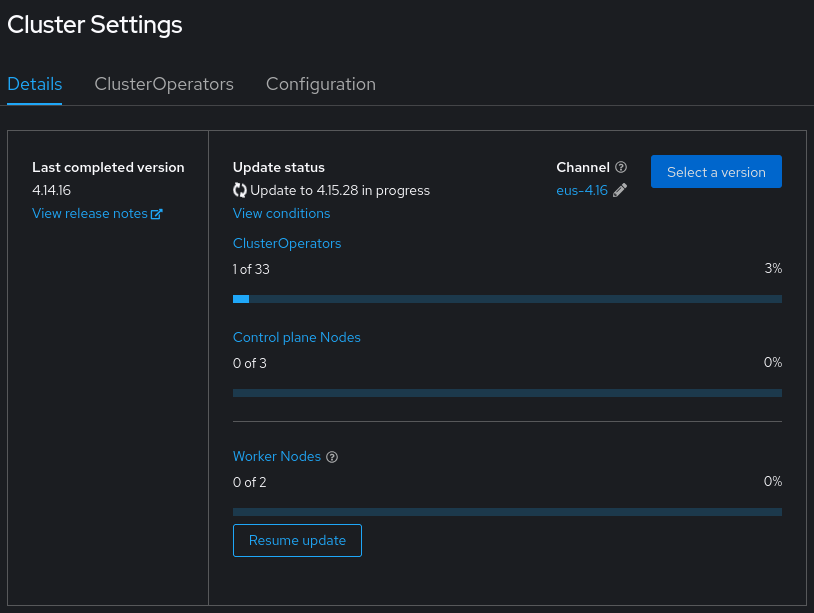 Cluster Settings
Details ClusterOperators Configuration
Last completed version
4.14.16
View release notes
Update status
Update to 4.15.28 in progress
View conditions
Channel
eus-4.16
Select a version
ClusterOperators
1 of 33 3%
Control plane Nodes
0 of 3 0%
Worker Nodes
0 of 2 0%
Resume update